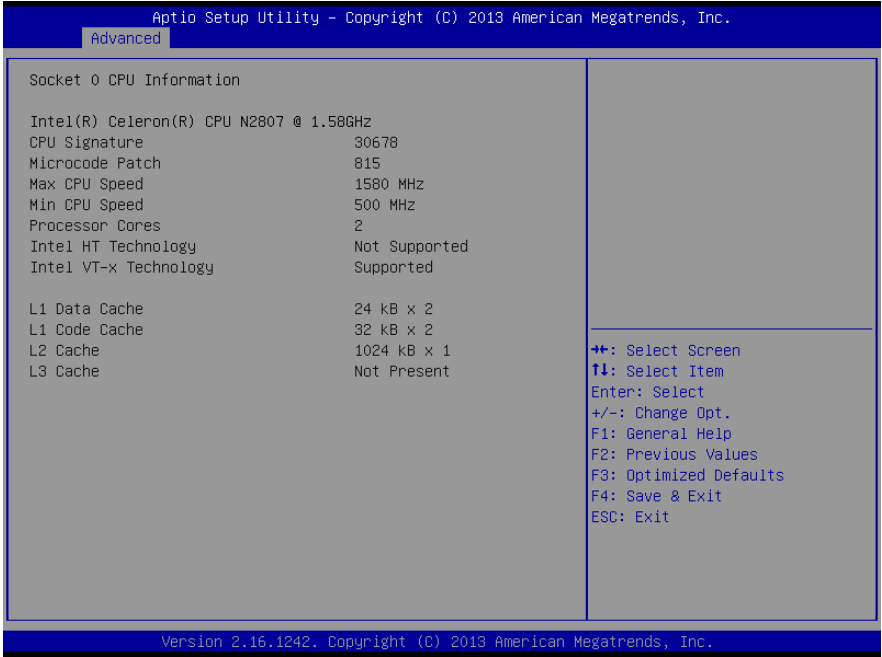 Aptio Setup Utility – Copyright (C) 2013 American Megatrends, Inc.
Advanced
Socket 0 CPU Information
Intel(R) Celeron(R) CPU N2807 @ 1.58GHz
CPU Signature 30678
Microcode Patch 815
Max CPU Speed 1580 MHz
Min CPU Speed 500 MHz
Processor Cores 2
Intel HT Technology Not Supported
Intel VT-x Technology Supported
L1 Data Cache 24 kB x 2
L1 Code Cache 32 kB x 2
L2 Cache 1024 kB x 1
L3 Cache Not Present
→←: Select Screen
↑↓: Select Item
Enter: Select
+/-: Change Opt.
F1: General Help
F2: Previous Values
F3: Optimized Defaults
F4: Save & Exit
ESC: Exit
Version 2.16.1242. Copyright (C) 2013 American Megatrends, Inc.